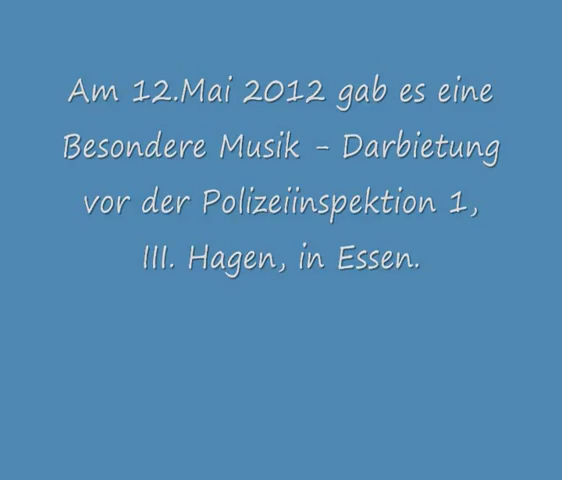 Am 12.Mai 2012 gab es eine
Besondere Musik - Darbietung
vor der Polizeiinspektion 1,
III. Hagen, in Essen.